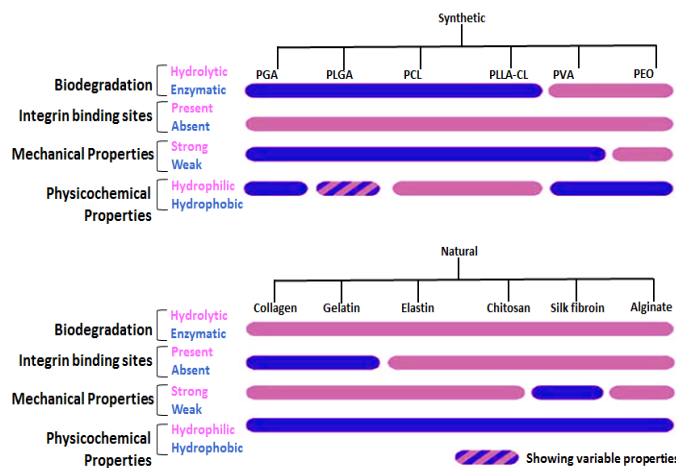 Synthetic
PGA PLGA PCL PLLA-CL PVA PEO
Biodegradation Hydrolytic
Enzymatic
Integrin binding sites Present
Absent
Mechanical Properties Strong
Weak
Physicochemical Hydrophilic
Properties Hydrophobic
Natural
Collagen Gelatin Elastin Chitosan Silk fibroin Alginate
Biodegradation Hydrolytic
Enzymatic
Integrin binding sites Present
Absent
Mechanical Properties Strong
Weak
Physicochemical Hydrophilic
Properties Hydrophobic
Showing variable properties